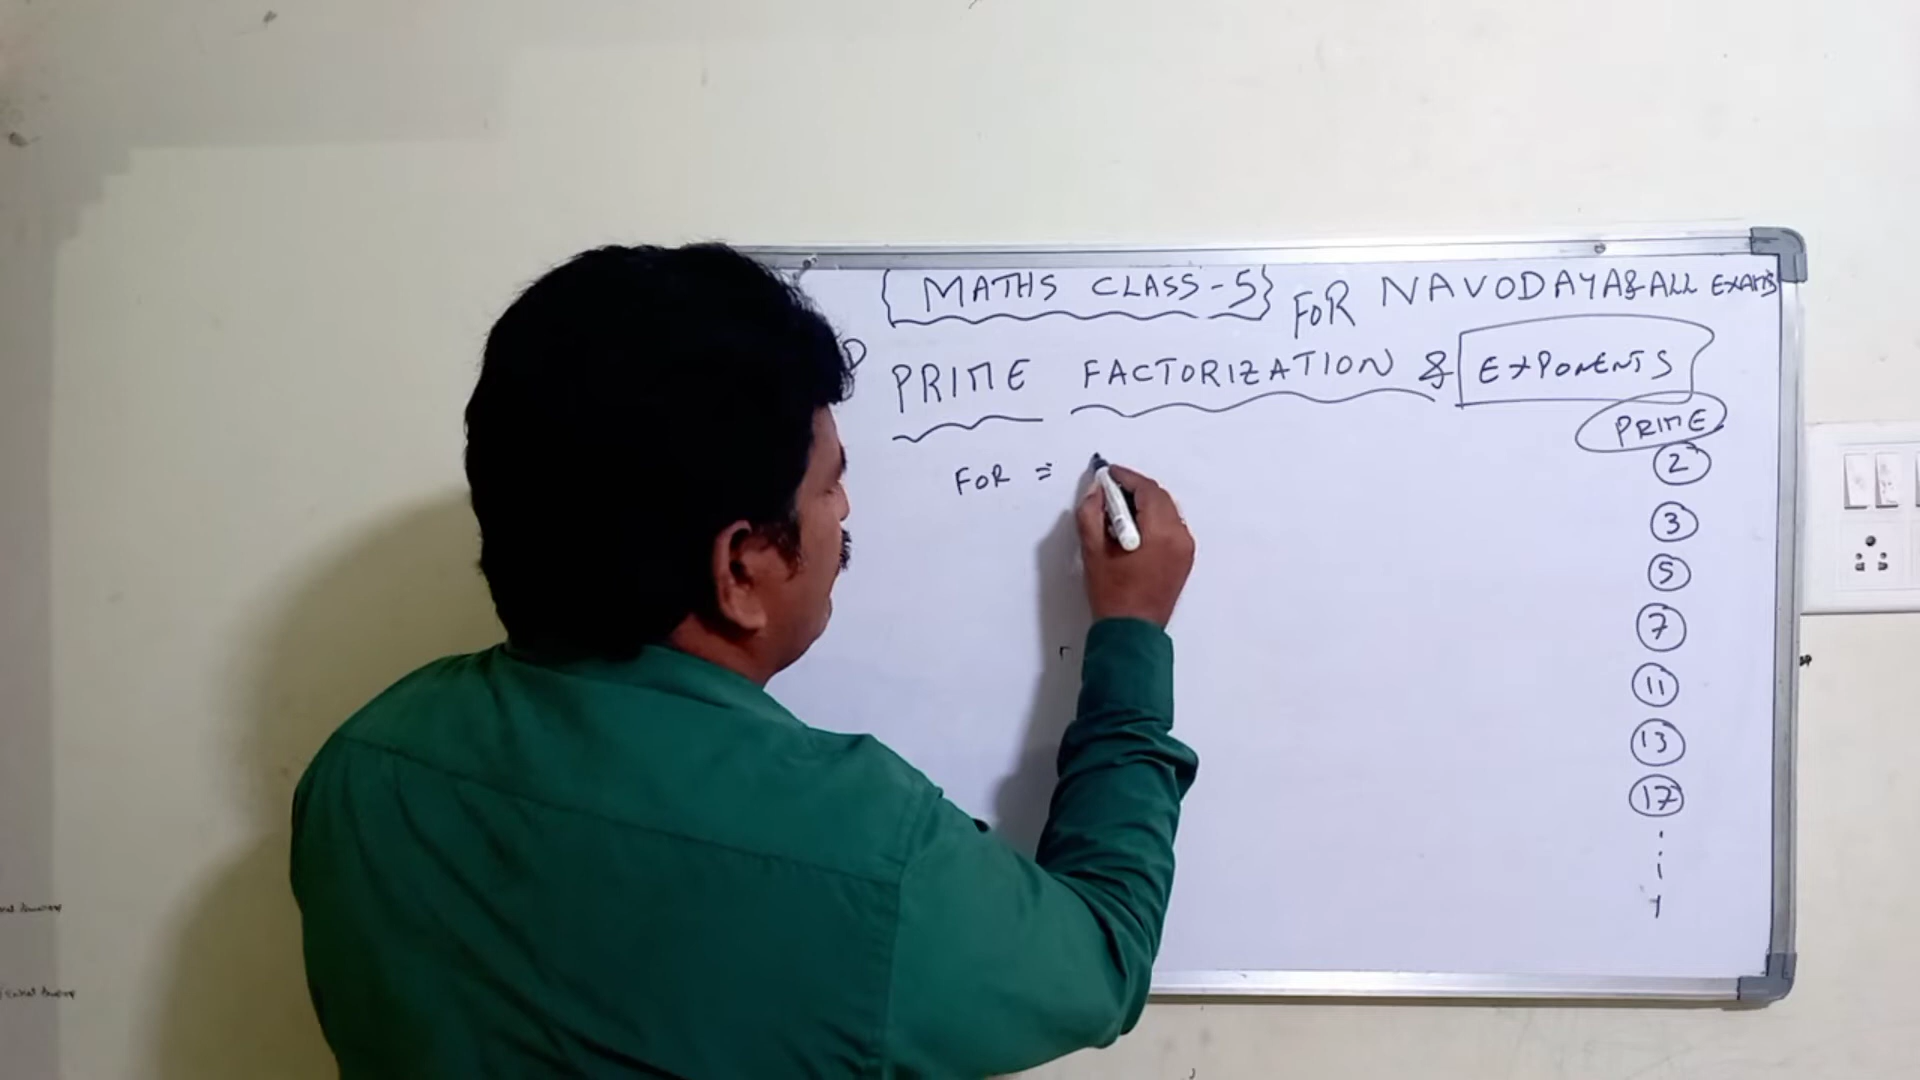 { MATHS CLASS-5} FOR NAVODAYA & ALL EXAMS
P PRIME FACTORIZATION & EXPONENTS
PRIME
FOR =
2
3
5
7
11
13
17